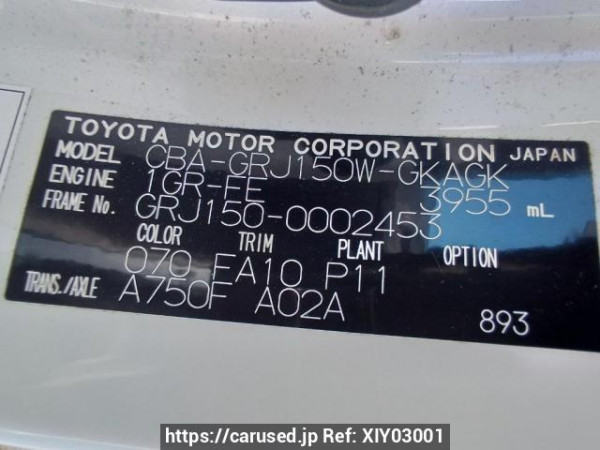 TOYOTA MOTOR CORPORATION JAPAN
MODEL CBA-GRJ150W-GKAGK
ENGINE 1GR-FE 3955 mL
FRAME No. GRJ150-0002453
COLOR TRIM PLANT OPTION
070 FA10 P11
TRANS./AXLE A750F A02A
893
https://carused.jp Ref: XIY03001